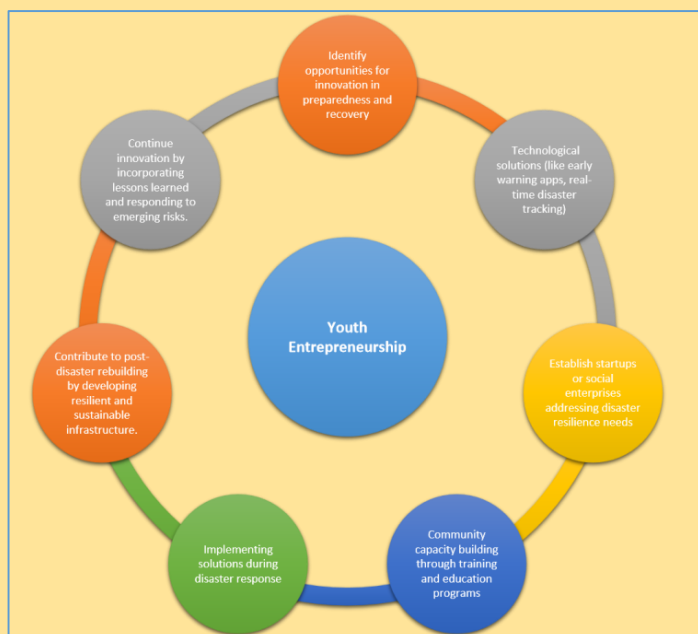 Identify
opportunities for
innovation in
preparedness and
recovery
Technological
solutions (like early
warning apps, real-
time disaster
tracking)
Establish startups
or social
enterprises
addressing disaster
resilience needs
Community
capacity building
through training
and education
programs
Implementing
solutions during
disaster response
Contribute to post-
disaster rebuilding
by developing
resilient and
sustainable
infrastructure.
Continue
innovation by
incorporating
lessons learned
and responding to
emerging risks.
Youth
Entrepreneurship